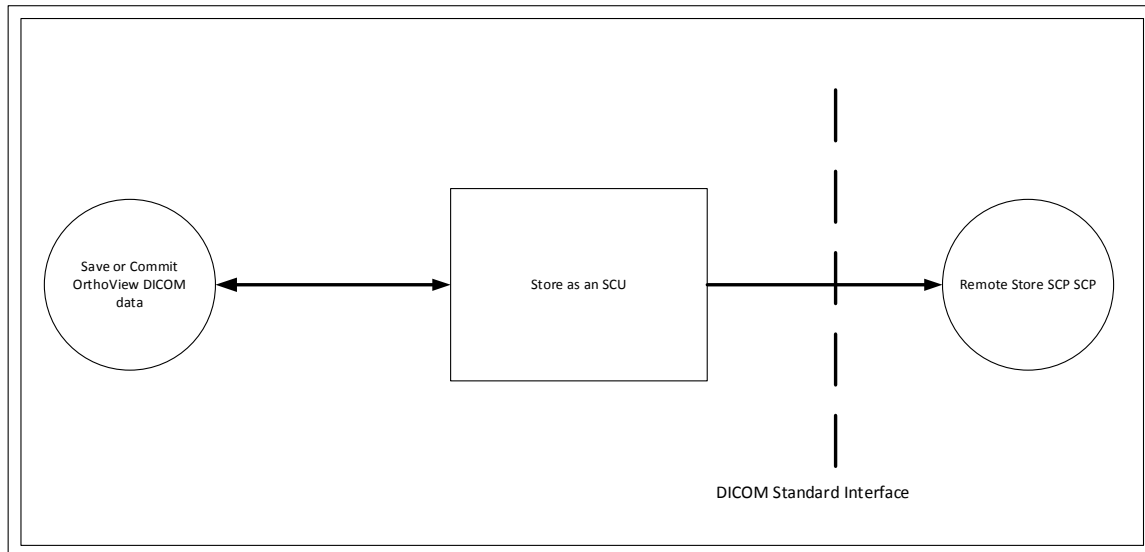 Save or Commit
OrthoView DICOM
data
Store as an SCU
Remote Store SCP SCP
DICOM Standard Interface